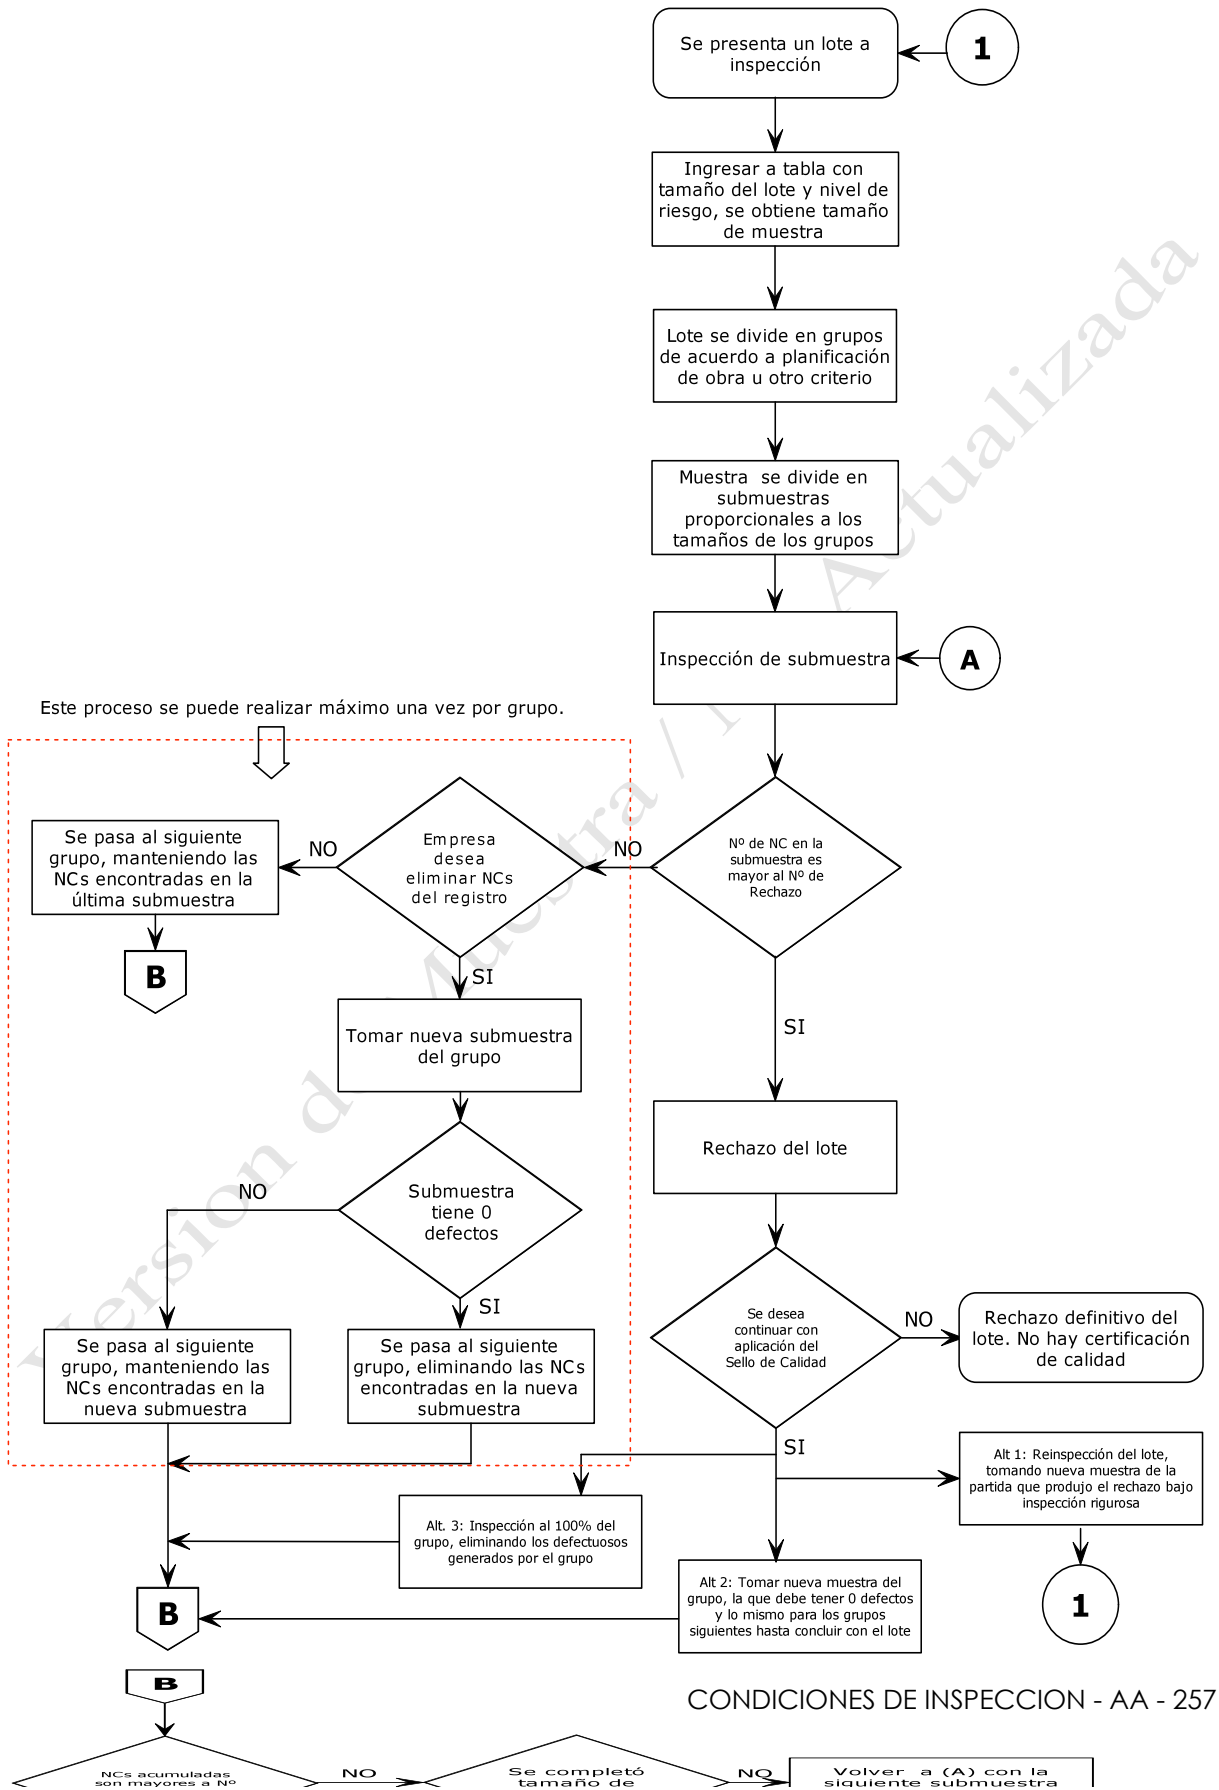 Se presenta un lote a
inspección
1
Ingresar a tabla con
tamaño del lote y nivel de
riesgo, se obtiene tamaño
de muestra
Lote se divide en grupos
de acuerdo a planificación
de obra u otro criterio
Muestra se divide en
submuestras
proporcionales a los
tamaños de los grupos
Inspección de submuestra
A
Este proceso se puede realizar máximo una vez por grupo.
Nº de NC en la
submuestra es
mayor al Nº de
Rechazo
NO
Empresa
desea
eliminar NCs
del registro
NO
Se pasa al siguiente
grupo, manteniendo las
NCs encontradas en la
última submuestra
B
SI
Tomar nueva submuestra
del grupo
SI
Rechazo del lote
Submuestra
tiene 0
defectos
NO
SI
Se pasa al siguiente
grupo, manteniendo las
NCs encontradas en la
nueva submuestra
Se pasa al siguiente
grupo, eliminando las NCs
encontradas en la nueva
submuestra
Se desea
continuar con
aplicación del
Sello de Calidad
NO
Rechazo definitivo del
lote. No hay certificación
de calidad
SI
Alt 1: Reinspección del lote,
tomando nueva muestra de la
partida que produjo el rechazo bajo
inspección rigurosa
Alt. 3: Inspección al 100% del
grupo, eliminando los defectuosos
generados por el grupo
Alt 2: Tomar nueva muestra del
grupo, la que debe tener 0 defectos
y lo mismo para los grupos
siguientes hasta concluir con el lote
1
B
B
CONDICIONES DE INSPECCION - AA - 257
NCs acumuladas
son mayores a Nº
NO
Se completó
tamaño de
NO
Volver a (A) con la
siguiente submuestra
Version de Muestra / Actualizada